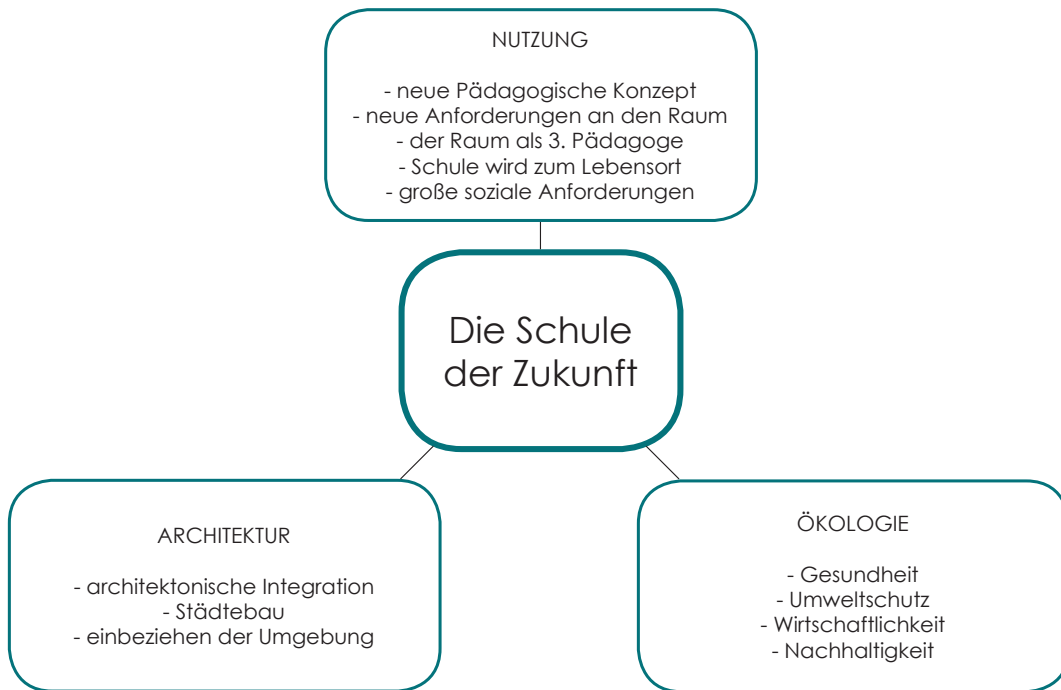 NUTZUNG
- neue Pädagogische Konzept
- neue Anforderungen an den Raum
- der Raum als 3. Pädagoge
- Schule wird zum Lebensort
- große soziale Anforderungen
Die Schule
der Zukunft
ARCHITEKTUR
- architektonische Integration
- Städtebau
- einbeziehen der Umgebung
ÖKOLOGIE
- Gesundheit
- Umweltschutz
- Wirtschaftlichkeit
- Nachhaltigkeit